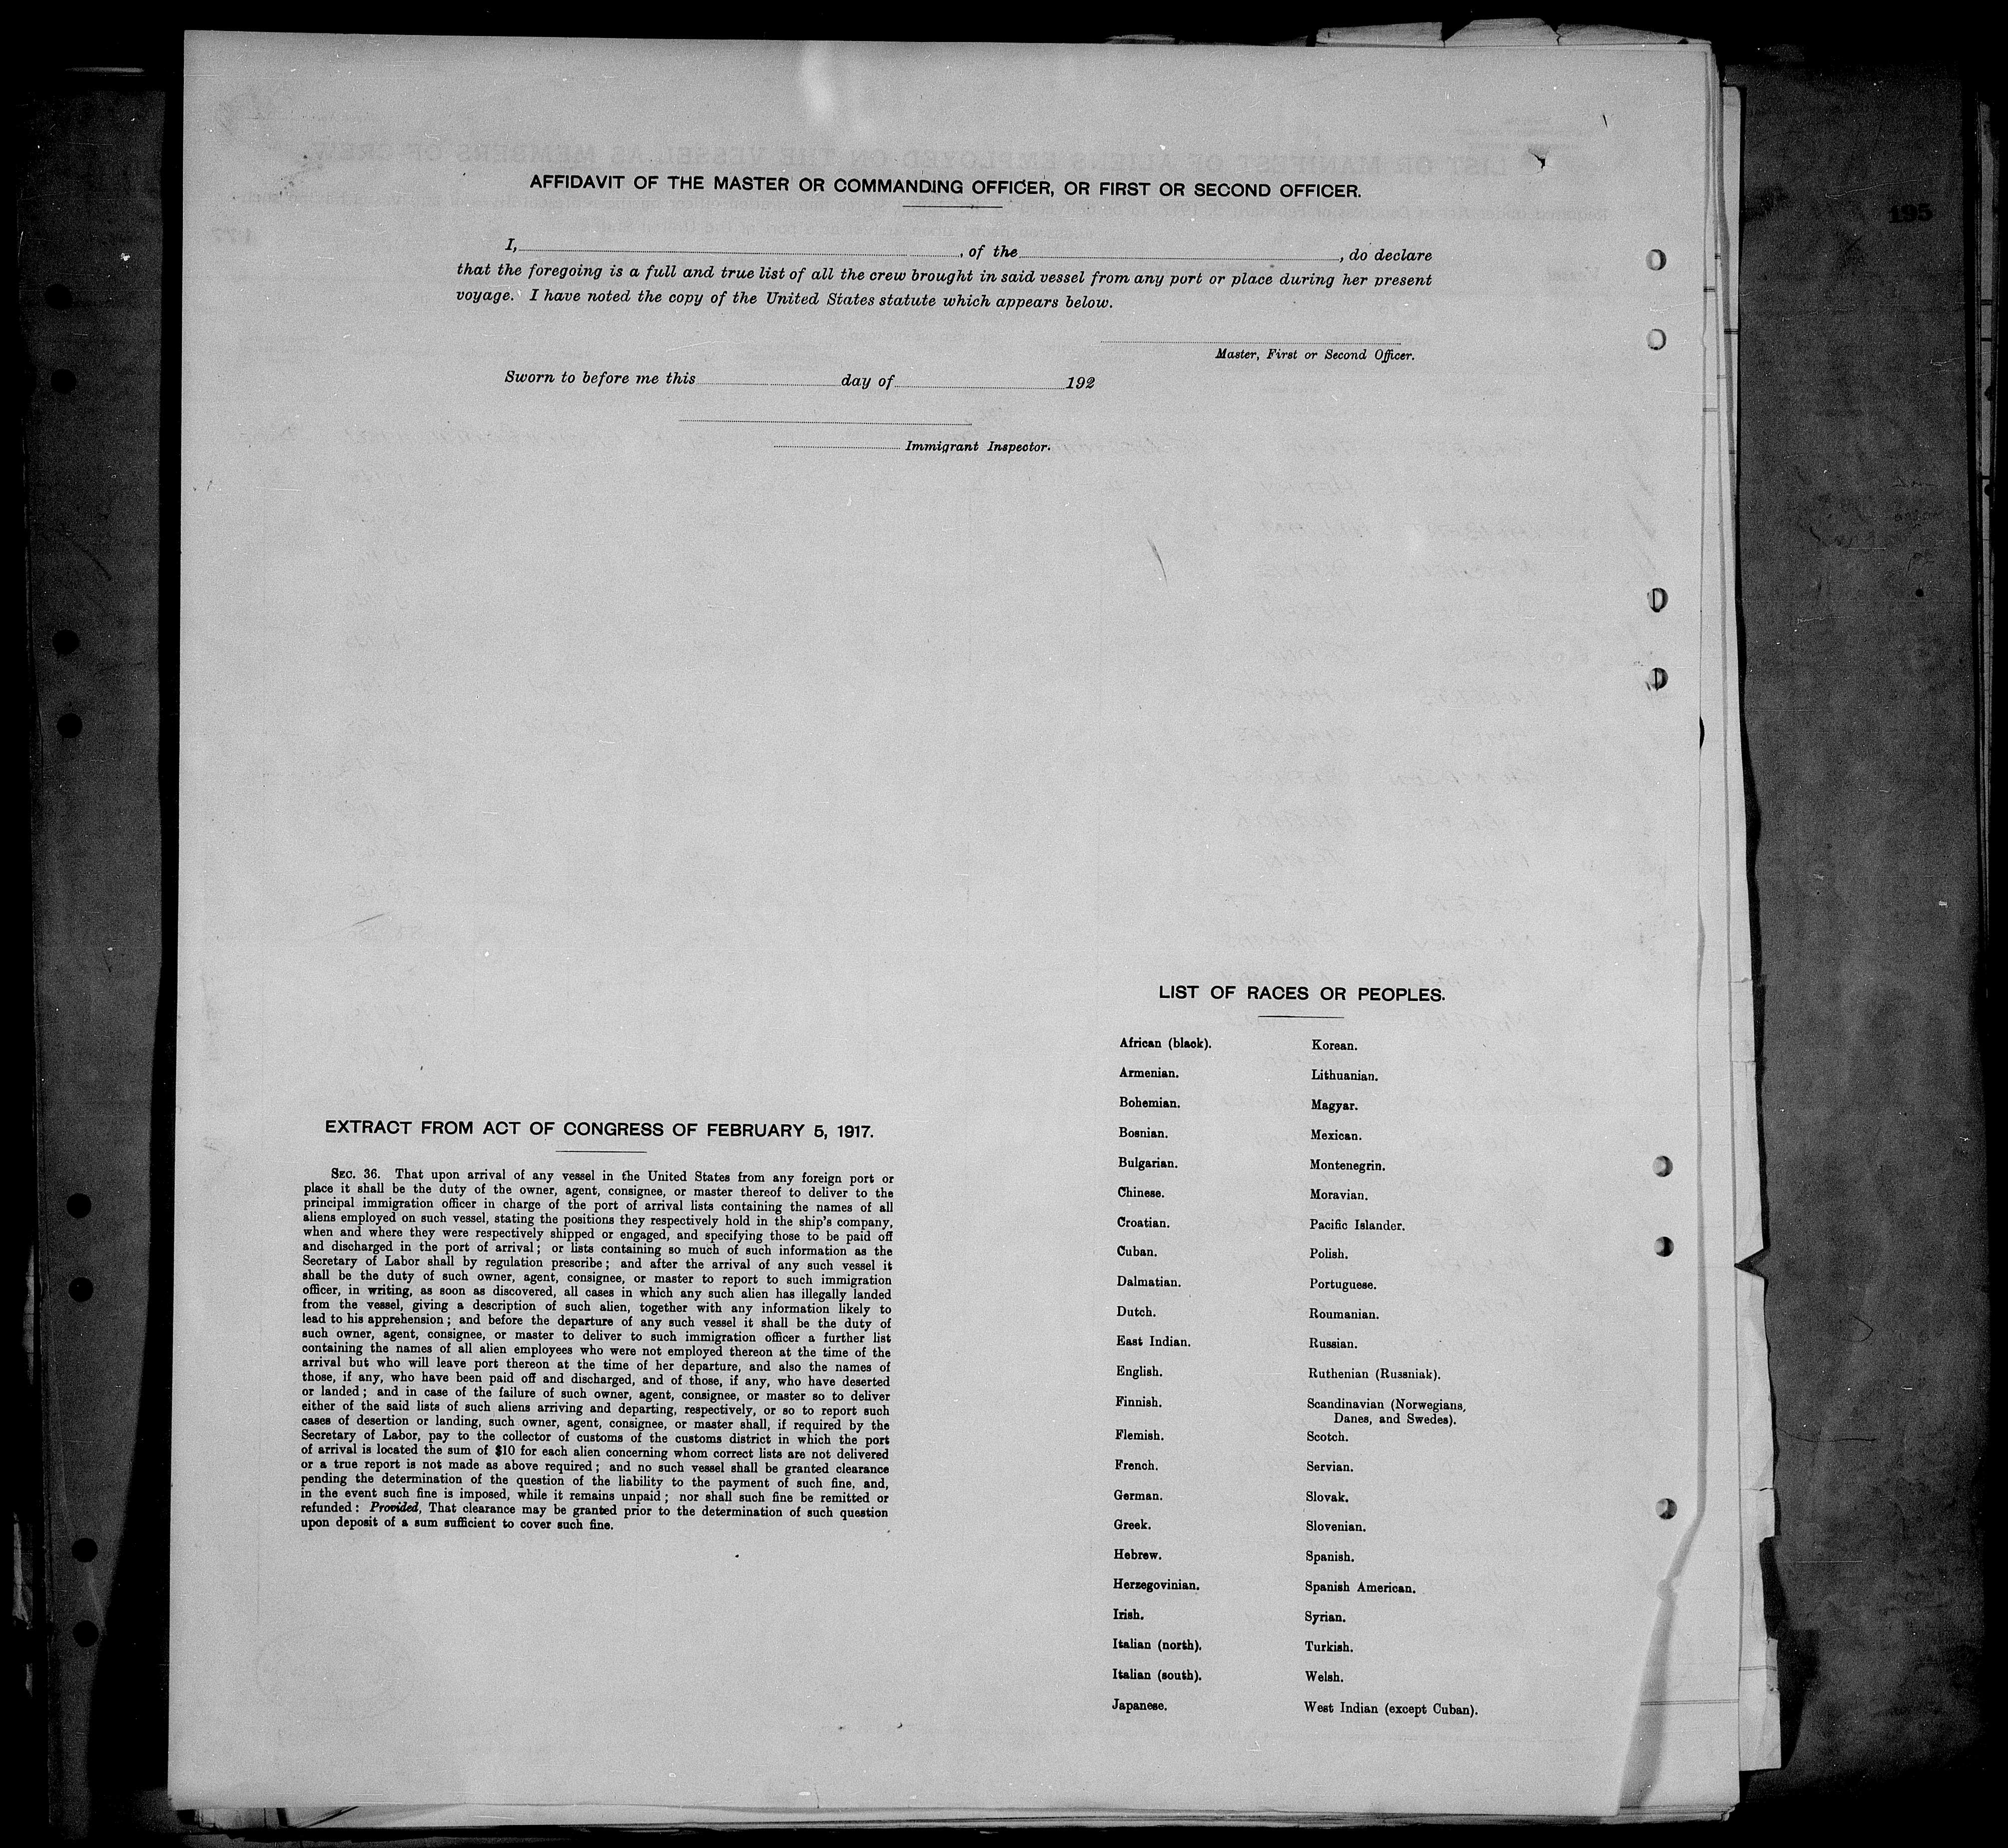 AFFIDAVIT OF THE MASTER OR COMMANDING OFFICER, OR FIRST OR SECOND OFFICER.
I, , of the , do declare
that the foregoing is a full and true list of all the crew brought in said vessel from any port or place during her present
voyage. I have noted the copy of the United States statute which appears below.
Master, First or Second Officer.
Sworn to before me this day of 192
Immigrant Inspector.
195
EXTRACT FROM ACT OF CONGRESS OF FEBRUARY 5, 1917.
SEC. 36. That upon arrival of any vessel in the United States from any foreign port or
place it shall be the duty of the owner, agent, consignee, or master thereof to deliver to the
principal immigration officer in charge of the port of arrival lists containing the names of all
aliens employed on such vessel, stating the positions they respectively hold in the ship's company,
when and where they were respectively shipped or engaged, and specifying those to be paid off
and discharged in the port of arrival; or lists containing so much of such information as the
Secretary of Labor shall by regulation prescribe; and after the arrival of any such vessel it
shall be the duty of such owner, agent, consignee, or master to report to such immigration
officer, in writing, as soon as discovered, all cases in which any such alien has illegally landed
from the vessel, giving a description of such alien, together with any information likely to
lead to his apprehension; and before the departure of any such vessel it shall be the duty of
such owner, agent, consignee, or master to deliver to such immigration officer a further list
containing the names of all alien employees who were not employed thereon at the time of the
arrival but who will leave port thereon at the time of her departure, and also the names of
those, if any, who have been paid off and discharged, and of those, if any, who have deserted
or landed; and in case of the failure of such owner, agent, consignee, or master so to deliver
either of the said lists of such aliens arriving and departing, respectively, or so to report such
cases of desertion or landing, such owner, agent, consignee, or master shall, if required by the
Secretary of Labor, pay to the collector of customs of the customs district in which the port
of arrival is located the sum of $10 for each alien concerning whom correct lists are not delivered
or a true report is not made as above required; and no such vessel shall be granted clearance
pending the determination of the question of the liability to the payment of such fine, and,
in the event such fine is imposed, while it remains unpaid; nor shall such fine be remitted or
refunded: Provided, That clearance may be granted prior to the determination of such question
upon deposit of a sum sufficient to cover such fine.
LIST OF RACES OR PEOPLES.
African (black).
Armenian.
Bohemian.
Bosnian.
Bulgarian.
Chinese.
Croatian.
Cuban.
Dalmatian.
Dutch.
East Indian.
English.
Finnish.
Flemish.
French.
German.
Greek.
Hebrew.
Herzegovinian.
Irish.
Italian (north).
Italian (south).
Japanese.
Korean.
Lithuanian.
Magyar.
Mexican.
Montenegrin.
Moravian.
Pacific Islander.
Polish.
Portuguese.
Roumanian.
Russian.
Ruthenian (Russniak).
Scandinavian (Norwegians,
Danes, and Swedes).
Scotch.
Servian.
Slovak.
Slovenian.
Spanish.
Spanish American.
Syrian.
Turkish.
Welsh.
West Indian (except Cuban).